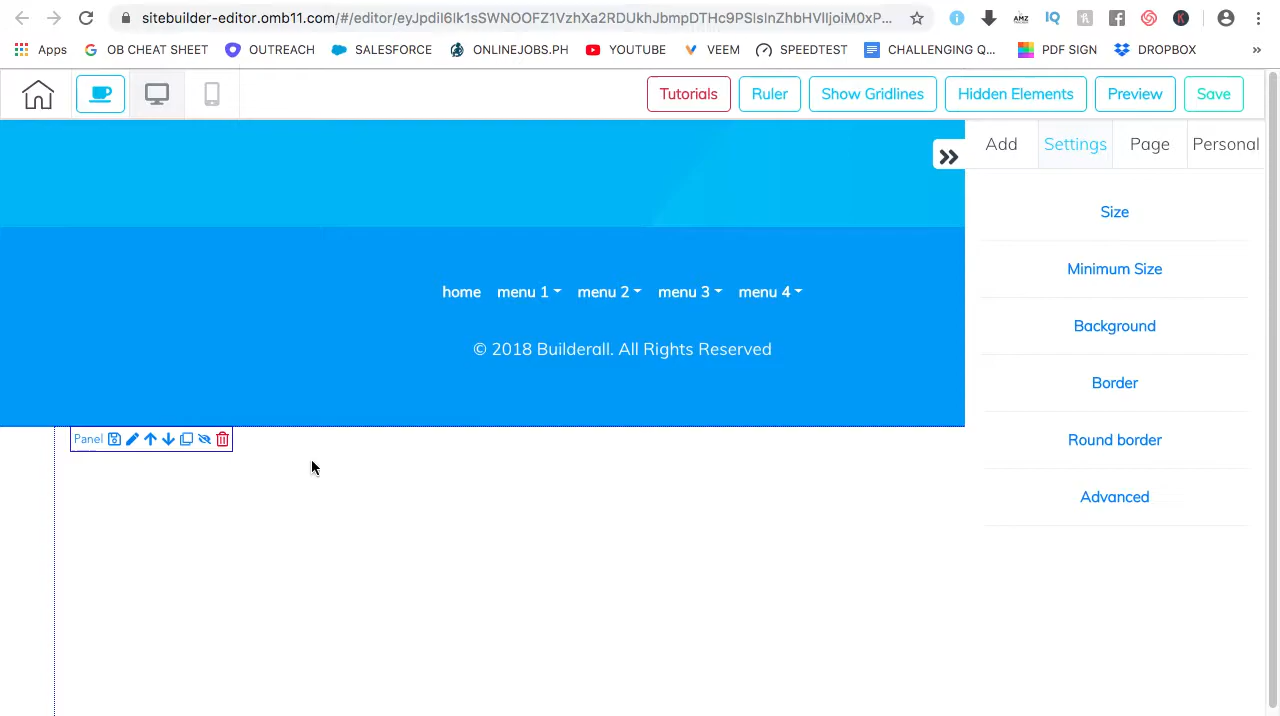 sitebuilder-editor.omb11.com/#/editor/
Apps OB CHEAT SHEET OUTREACH SALESFORCE ONLINEJOBS.PH YOUTUBE VEEM SPEEDTEST CHALLENGING Q... PDF SIGN DROPBOX »
Tutorials Ruler Show Gridlines Hidden Elements Preview Save
Add Settings Page Personal
Size
Minimum Size
Background
Border
Round border
Advanced
home menu 1 menu 2 menu 3 menu 4
© 2018 Builderall. All Rights Reserved
Panel
AMZ
IQ
K